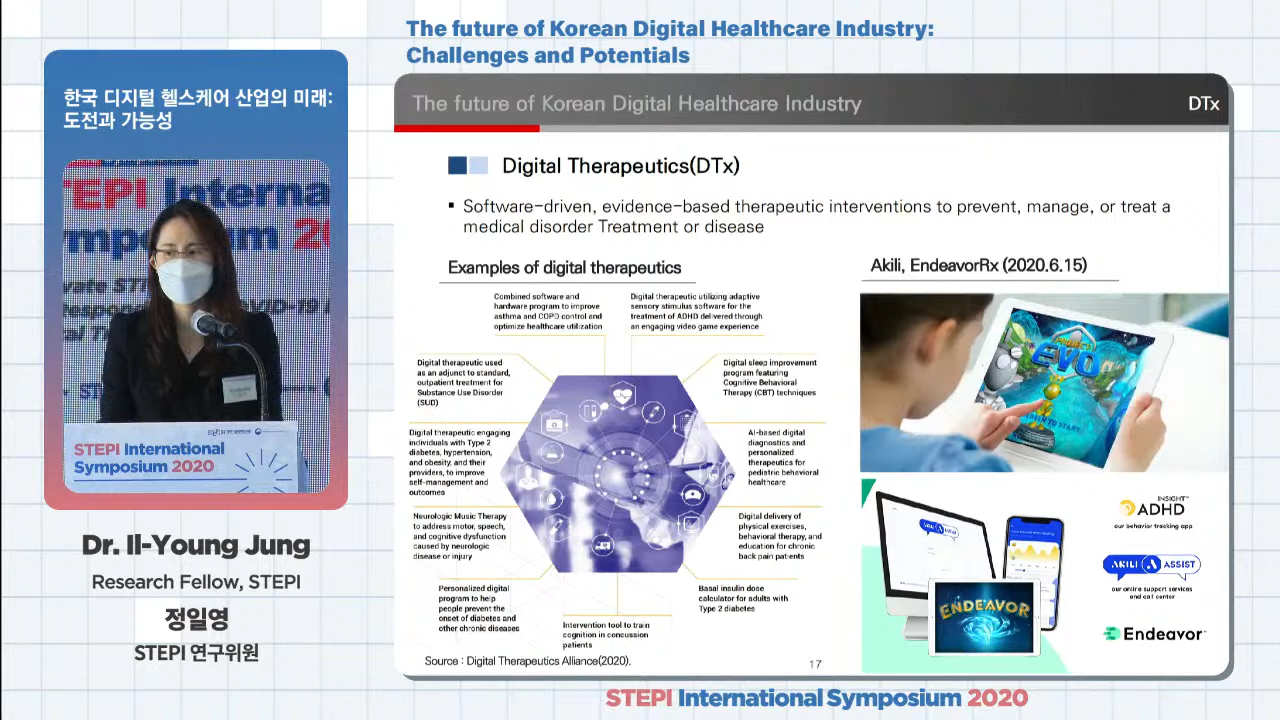 The future of Korean Digital Healthcare Industry:
Challenges and Potentials
한국 디지털 헬스케어 산업의 미래:
도전과 가능성
TEPI Interna
mposium 2
STEPI International
Symposium 2020
Dr. Il-Young Jung
Research Fellow, STEPI
정일영
STEPI 연구위원
The future of Korean Digital Healthcare Industry
DTx
Digital Therapeutics(DTx)
▪ Software-driven, evidence-based therapeutic interventions to prevent, manage, or treat a
medical disorder Treatment or disease
Examples of digital therapeutics
Combined software and
hardware program to improve
asthma and COPD control and
optimize healthcare utilization
Digital therapeutic utilizing adaptive
sensory stimulus software for the
treatment of ADHD delivered through
an engaging video game experience
Digital therapeutic used
as an adjunct to standard,
outpatient treatment for
Substance Use Disorder
(SUD)
Digital sleep improvement
program featuring
Cognitive Behavioral
Therapy (CBT) techniques
Digital therapeutic engaging
individuals with Type 2
diabetes, hypertension,
and obesity, and their
providers, to improve
self-management and
outcomes
AI-based digital
diagnostics and
personalized
therapeutics for
pediatric behavioral
healthcare
Neurologic Music Therapy
to address motor, speech,
and cognitive dysfunction
caused by neurologic
disease or injury
Digital delivery of
physical exercises,
behavioral therapy, and
education for chronic
back pain patients
Personalized digital
program to help
people prevent the
onset of diabetes and
other chronic diseases
Intervention tool to train
cognition in concussion
patients
Basal insulin dose
calculator for adults with
Type 2 diabetes
Source : Digital Therapeutics Alliance(2020).
17
Akili, EndeavorRx (2020.6.15)
PROJECT
EVO
AKILI ASSIST
ENDEAVOR
INSIGHT™
ADHD
our behavior tracking app
AKILI ASSIST
our online support services
and call center
Endeavor™
STEPI International Symposium 2020